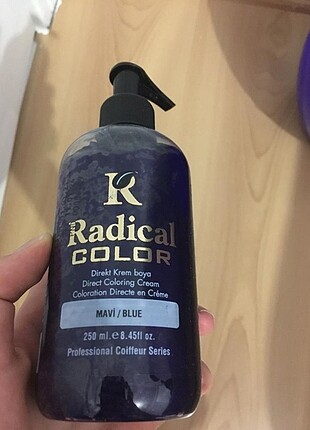 R
Radical
COLOR
Direkt Krem boya
Direct Coloring Cream
Coloration Directe en Crème
MAVİ / BLUE
250 ml. e 8.45fl oz.
Professional Coiffeur Series